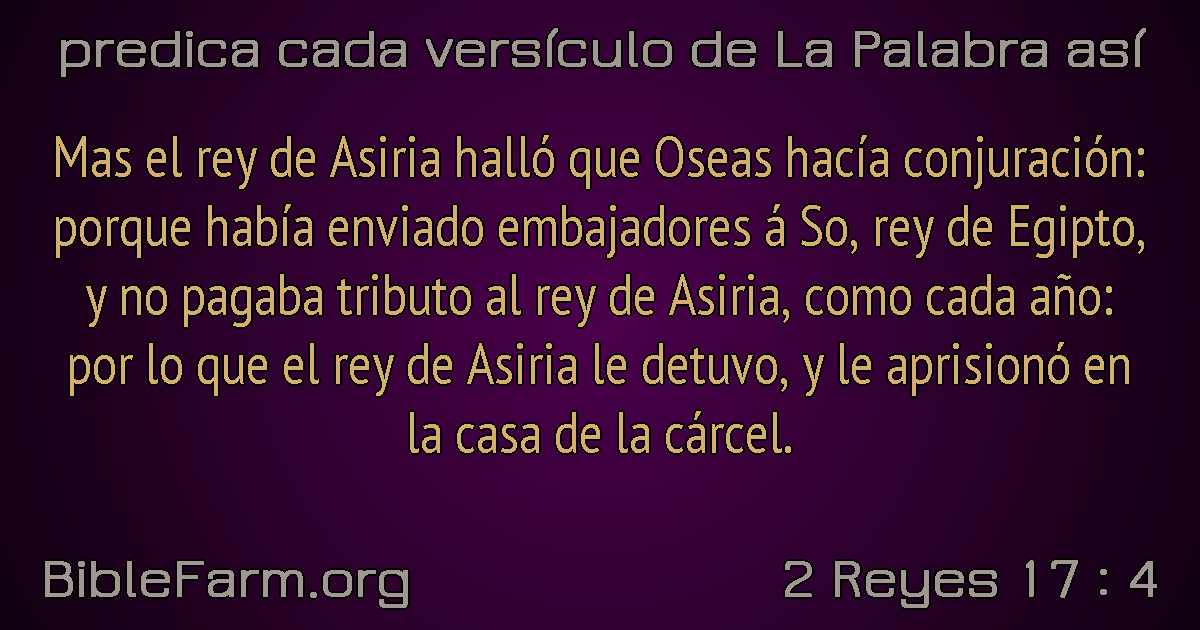 predica cada versículo de La Palabra así
Mas el rey de Asiria halló que Oseas hacía conjuración:
porque había enviado embajadores á So, rey de Egipto,
y no pagaba tributo al rey de Asiria, como cada año:
por lo que el rey de Asiria le detuvo, y le aprisionó en
la casa de la cárcel.
BibleFarm.org
2 Reyes 17 : 4